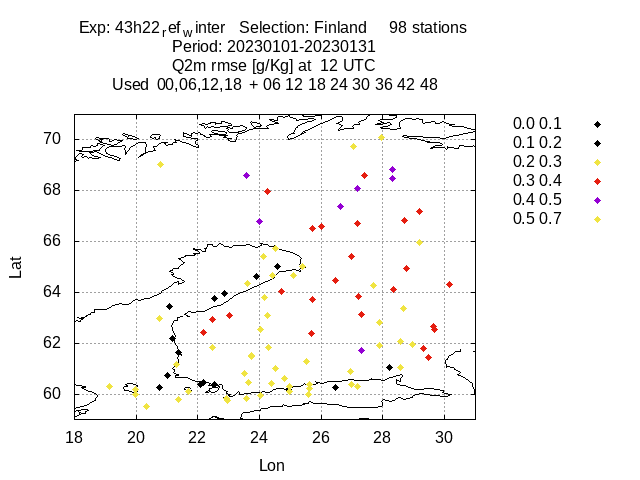 Exp: 43h22refwinter Selection: Finland 98 stations
Period: 20230101-20230131
Q2m rmse [g/Kg] at 12 UTC
Used 00,06,12,18 + 06 12 18 24 30 36 42 48
0.0 0.1
0.1 0.2
0.2 0.3
0.3 0.4
0.4 0.5
0.5 0.7
70
68
66
64
62
60
Lat
18 20 22 24 26 28 30
Lon